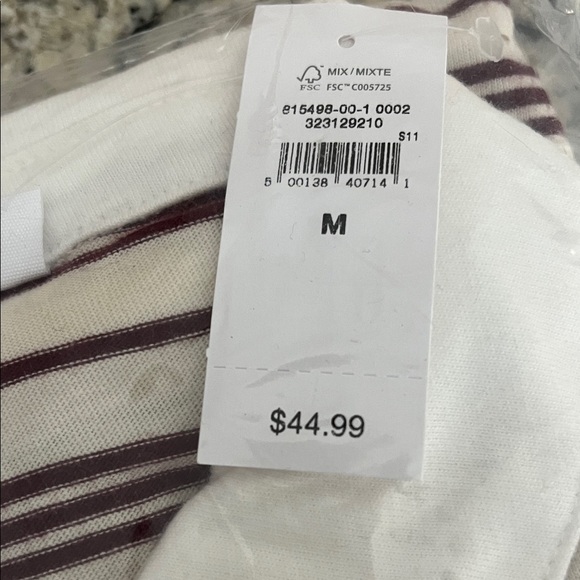 MIX / MIXTE
FSC FSC™ C005725
815498-00-1 0002
323129210
S11
5 00138 40714 1
M
$44.99